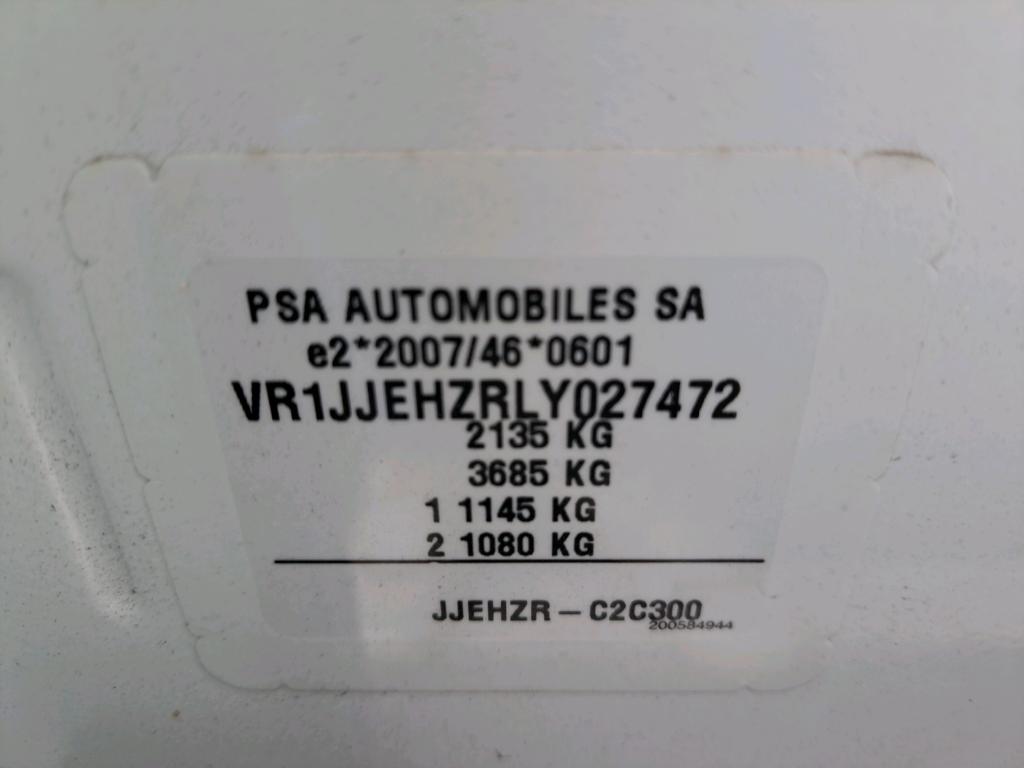 PSA AUTOMOBILES SA
e2*2007/46*0601
VR1JJEHZRLY027472
2135 KG
3685 KG
1 1145 KG
2 1080 KG
JJEHZR – C2C300
200584944